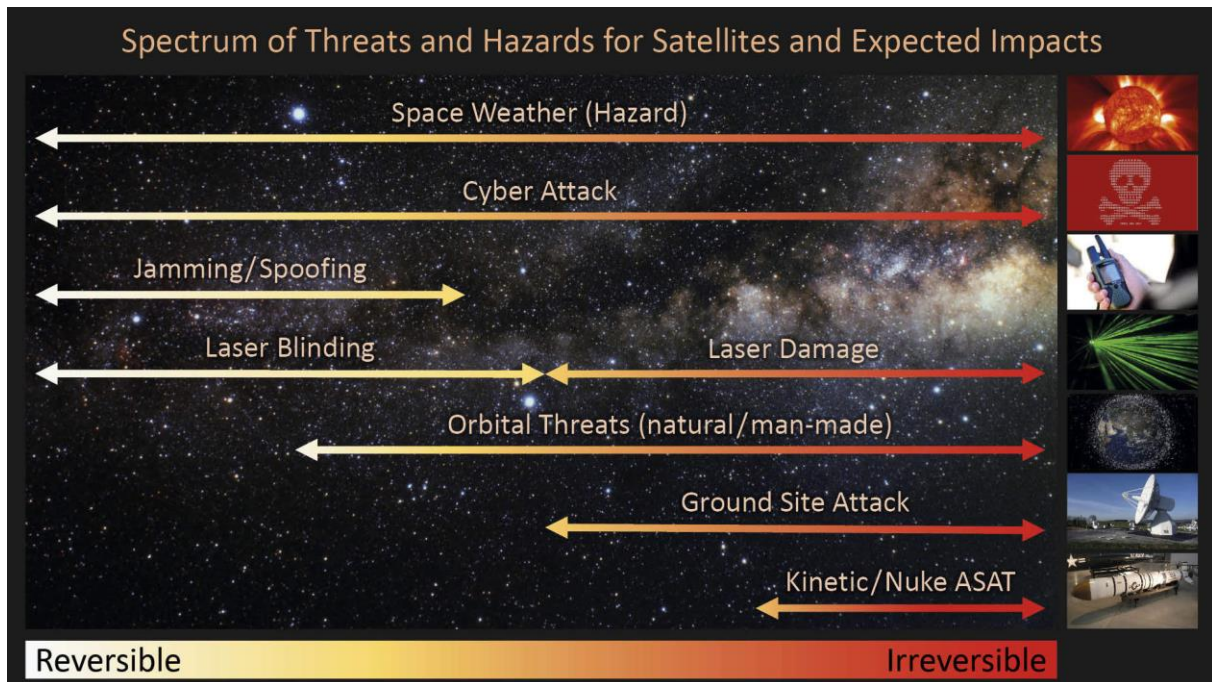 Spectrum of Threats and Hazards for Satellites and Expected Impacts
Space Weather (Hazard)
Cyber Attack
Jamming/Spoofing
Laser Blinding
Laser Damage
Orbital Threats (natural/man-made)
Ground Site Attack
Kinetic/Nuke ASAT
Reversible
Irreversible